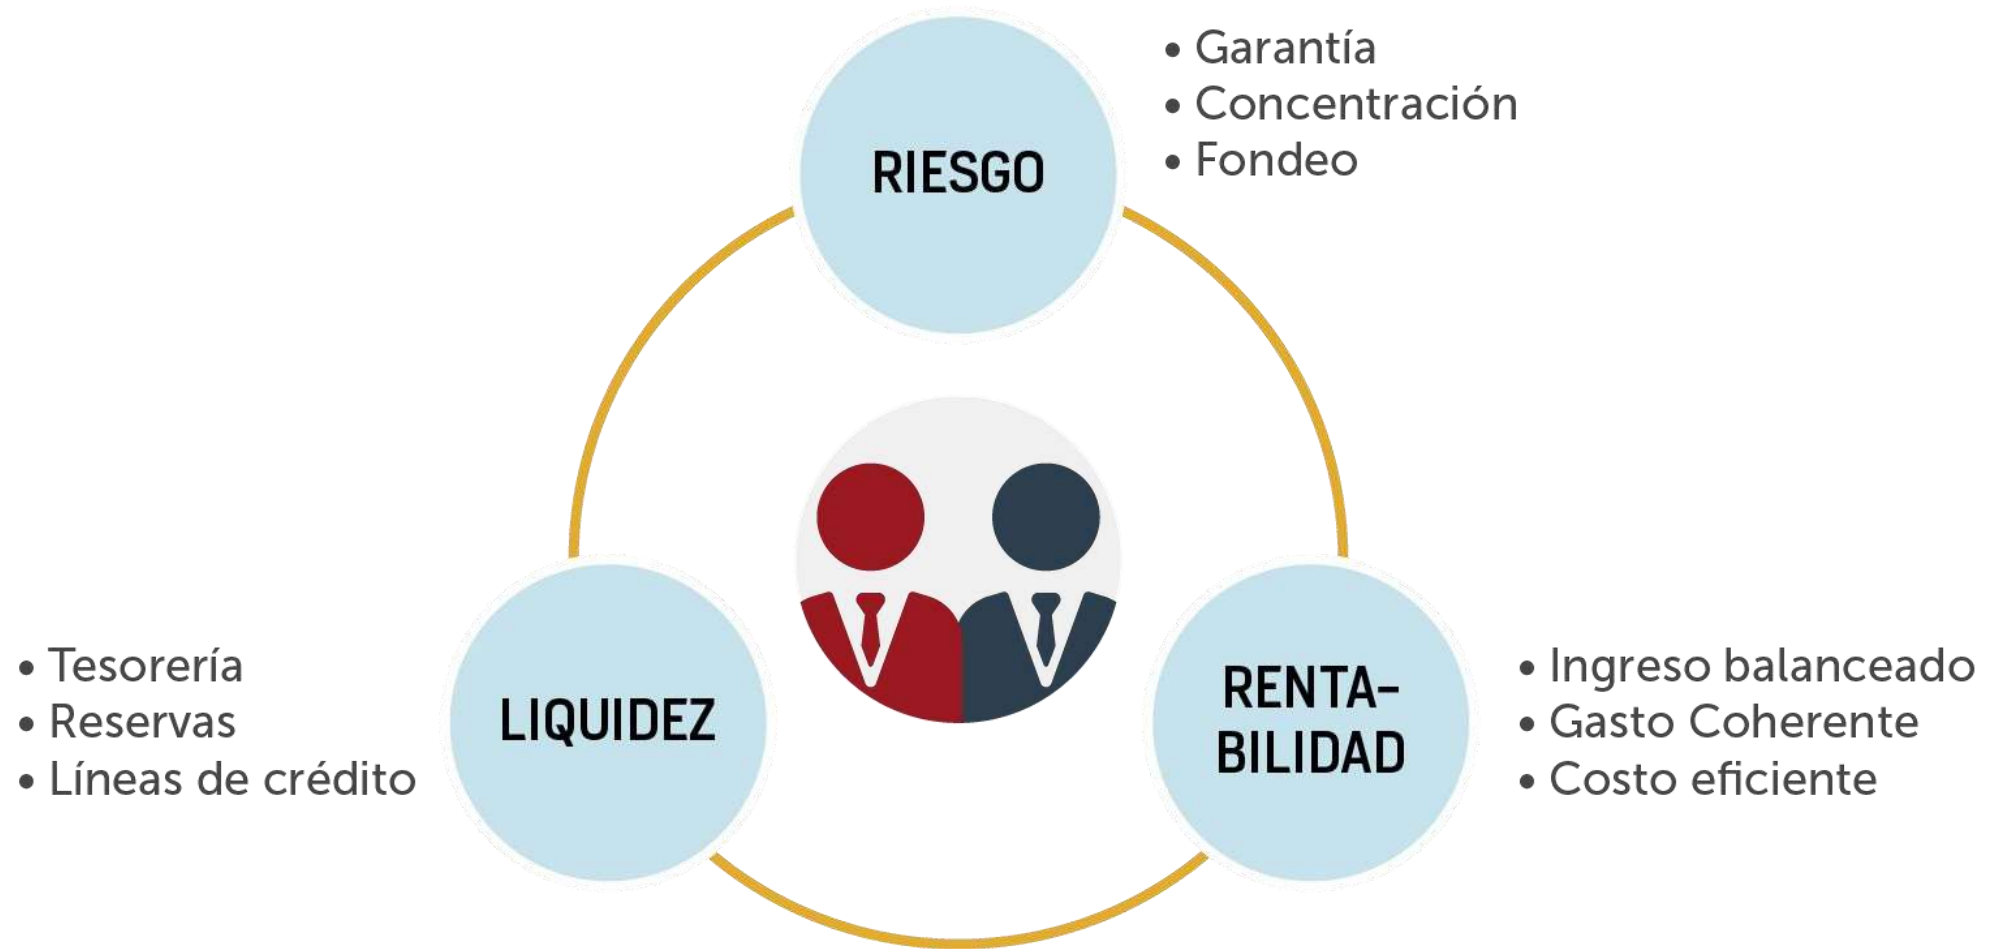 RIESGO
• Garantía
• Concentración
• Fondeo
LIQUIDEZ
• Tesorería
• Reservas
• Líneas de crédito
RENTA-
BILIDAD
• Ingreso balanceado
• Gasto Coherente
• Costo eficiente